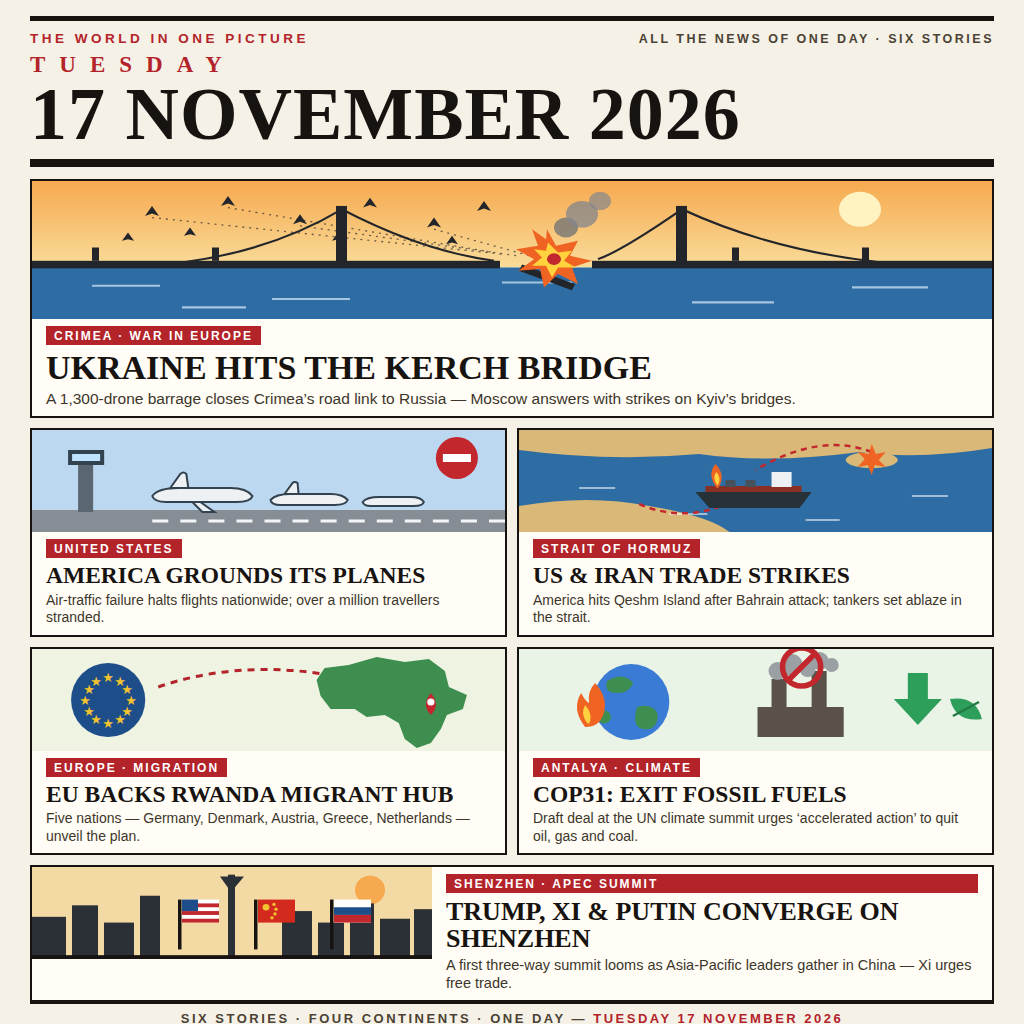 THE WORLD IN ONE PICTURE
ALL THE NEWS OF ONE DAY · SIX STORIES
TUESDAY
17 NOVEMBER 2026
CRIMEA · WAR IN EUROPE
UKRAINE HITS THE KERCH BRIDGE
A 1,300-drone barrage closes Crimea’s road link to Russia — Moscow answers with strikes on Kyiv’s bridges.
UNITED STATES
AMERICA GROUNDS ITS PLANES
Air-traffic failure halts flights nationwide; over a million travellers
stranded.
STRAIT OF HORMUZ
US & IRAN TRADE STRIKES
America hits Qeshm Island after Bahrain attack; tankers set ablaze in
the strait.
EUROPE · MIGRATION
EU BACKS RWANDA MIGRANT HUB
Five nations — Germany, Denmark, Austria, Greece, Netherlands —
unveil the plan.
ANTALYA · CLIMATE
COP31: EXIT FOSSIL FUELS
Draft deal at the UN climate summit urges ‘accelerated action’ to quit
oil, gas and coal.
SHENZHEN · APEC SUMMIT
TRUMP, XI & PUTIN CONVERGE ON
SHENZHEN
A first three-way summit looms as Asia-Pacific leaders gather in China — Xi urges
free trade.
SIX STORIES · FOUR CONTINENTS · ONE DAY — TUESDAY 17 NOVEMBER 2026